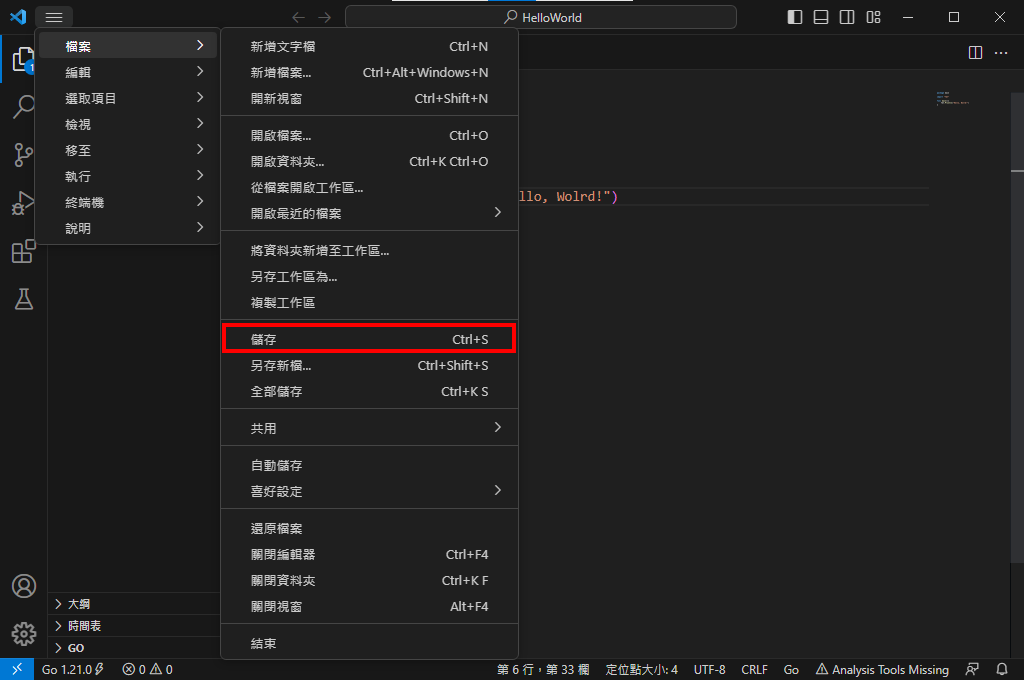 HelloWorld
檔案
編輯
選取項目
檢視
移至
執行
終端機
說明
新增文字檔 Ctrl+N
新增檔案... Ctrl+Alt+Windows+N
開新視窗 Ctrl+Shift+N
開啟檔案... Ctrl+O
開啟資料夾... Ctrl+K Ctrl+O
從檔案開啟工作區...
開啟最近的檔案
將資料夾新增至工作區...
另存工作區為...
複製工作區
儲存 Ctrl+S
另存新檔... Ctrl+Shift+S
全部儲存 Ctrl+K S
共用
自動儲存
喜好設定
還原檔案
關閉編輯器 Ctrl+F4
關閉資料夾 Ctrl+K F
關閉視窗 Alt+F4
結束
1
llo, Wolrd!")
大綱
時間表
GO
Go 1.21.0 0 0 第 6 行，第 33 欄 定位點大小: 4 UTF-8 CRLF Go Analysis Tools Missing